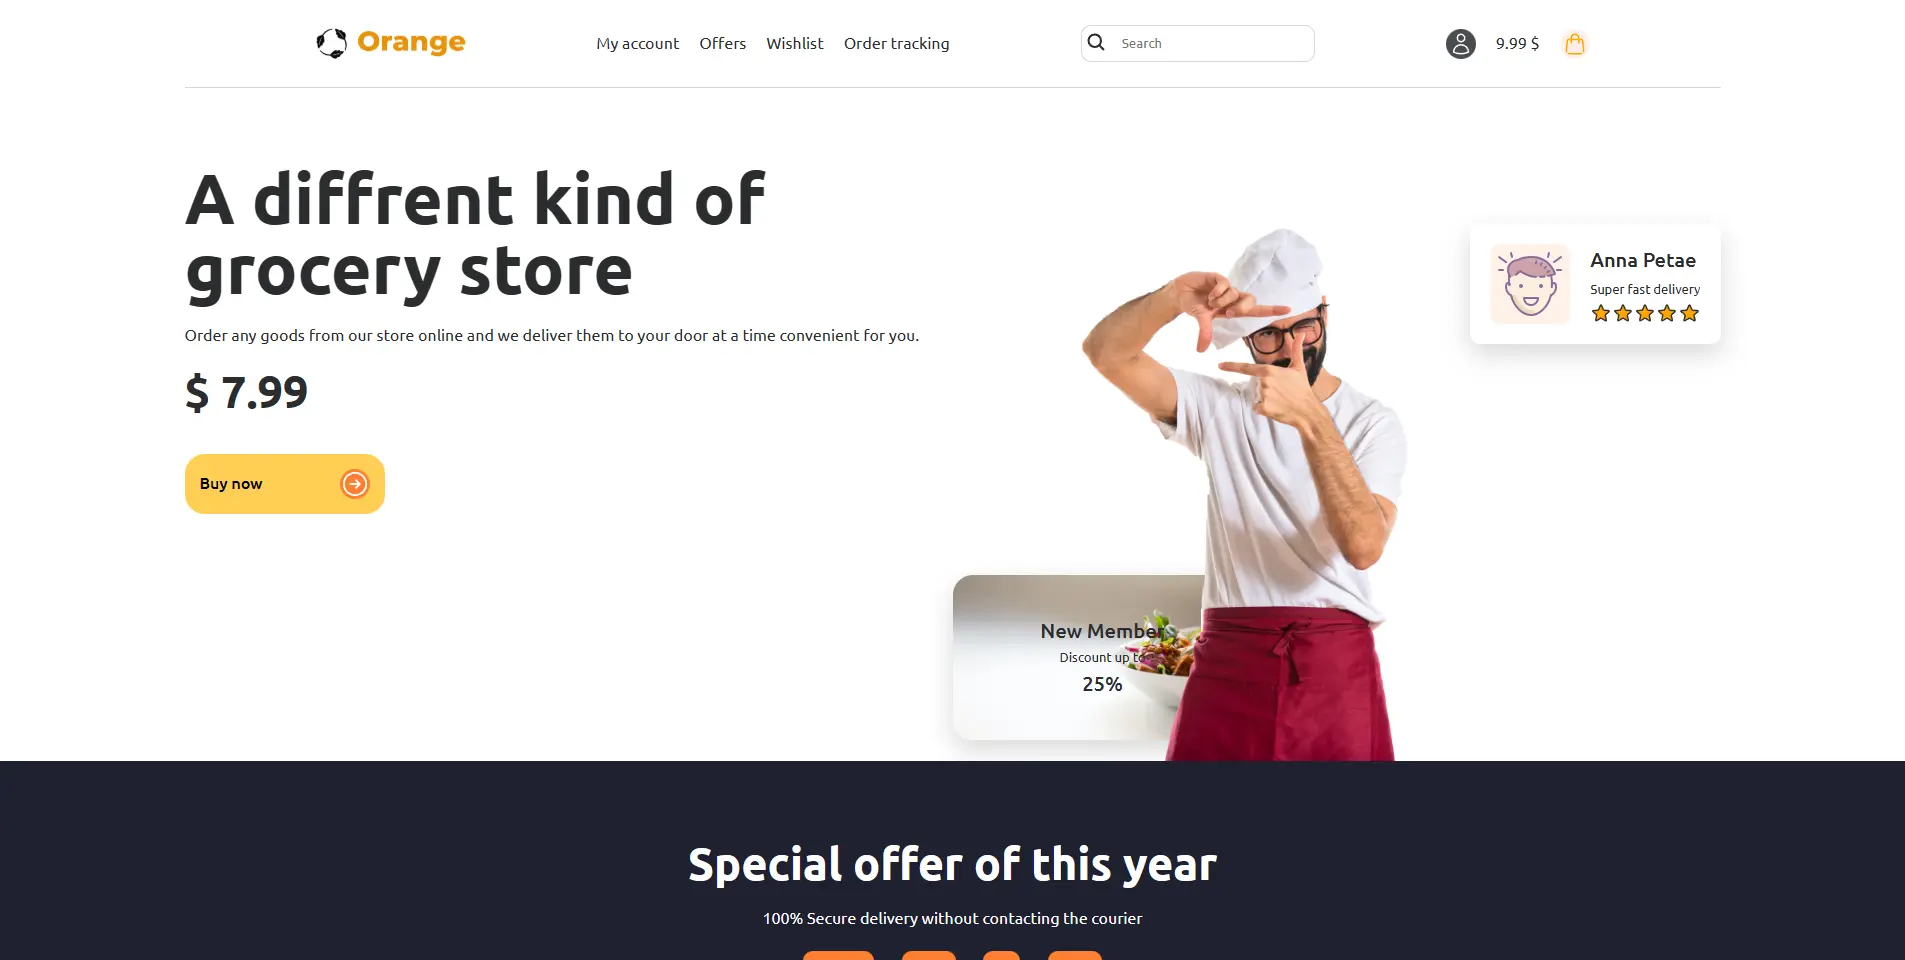 Orange
My account Offers Wishlist Order tracking
Search
9.99 $
A diffrent kind of
grocery store
Order any goods from our store online and we deliver them to your door at a time convenient for you.
$ 7.99
Buy now
Anna Petae
Super fast delivery
New Member
Discount up to
25%
Special offer of this year
100% Secure delivery without contacting the courier